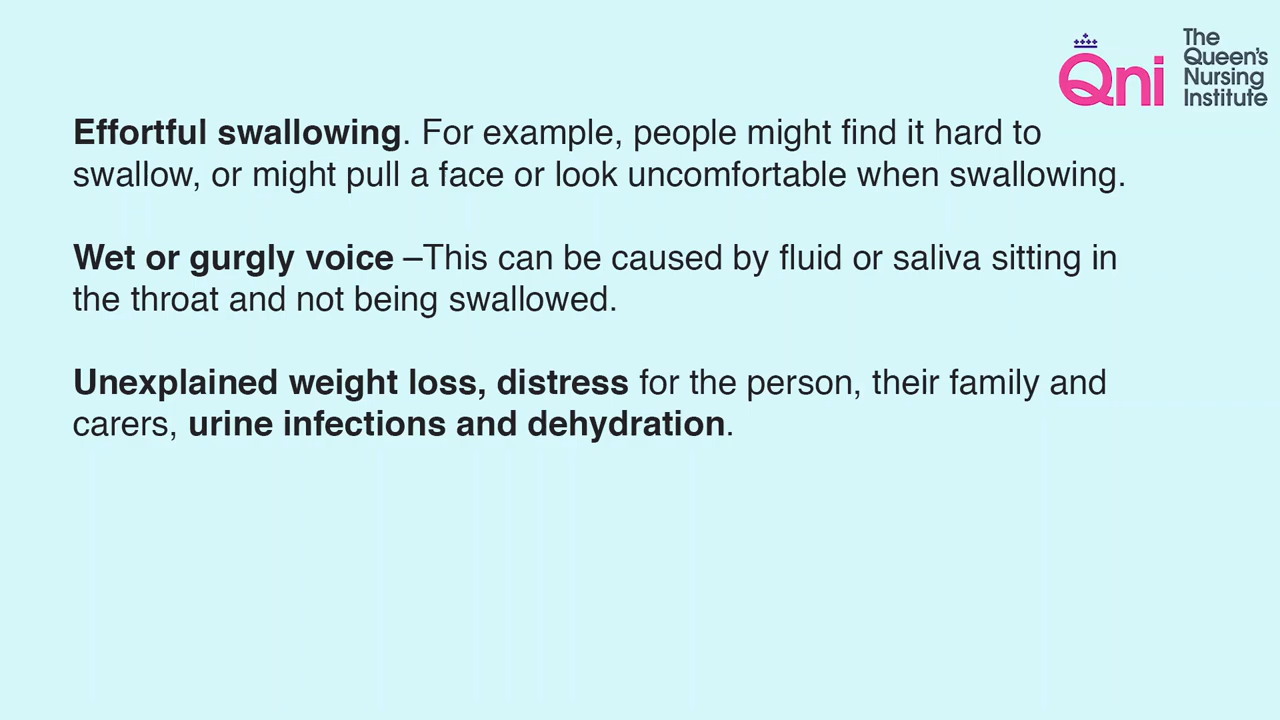 Qni
The
Queen's
Nursing
Institute
Effortful swallowing. For example, people might find it hard to
swallow, or might pull a face or look uncomfortable when swallowing.
Wet or gurgly voice –This can be caused by fluid or saliva sitting in
the throat and not being swallowed.
Unexplained weight loss, distress for the person, their family and
carers, urine infections and dehydration.